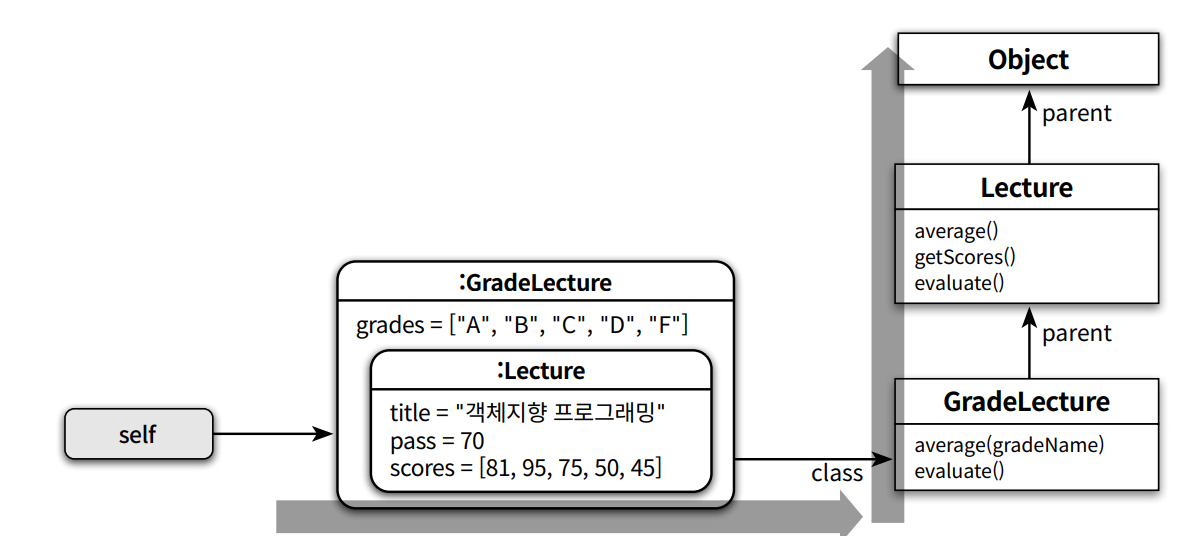 Object
parent
Lecture
average()
getScores()
evaluate()
parent
GradeLecture
average(gradeName)
evaluate()
:GradeLecture
grades = ["A", "B", "C", "D", "F"]
:Lecture
title = "객체지향 프로그래밍"
pass = 70
scores = [81, 95, 75, 50, 45]
self
class